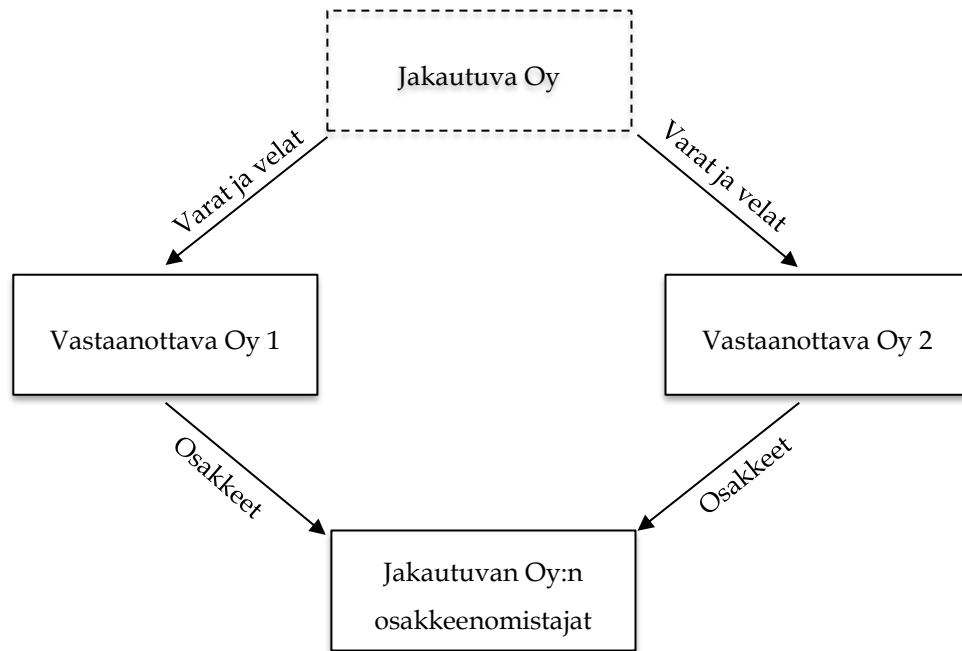 Jakautuva Oy
Varat ja velat
Varat ja velat
Vastaanottava Oy 1
Vastaanottava Oy 2
Osakkeet
Osakkeet
Jakautuvan Oy:n
osakkeenomistajat